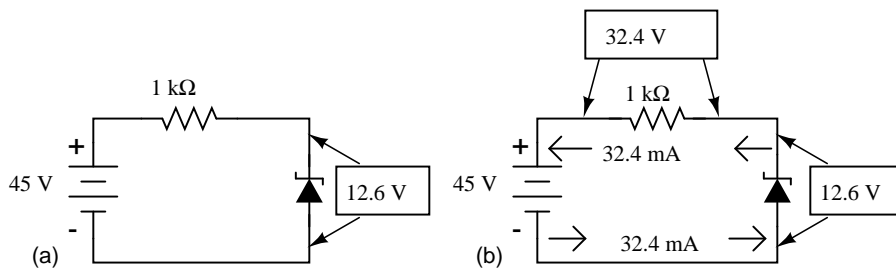 1 kΩ
+
45 V
-
12.6 V
(a)
32.4 V
1 kΩ
+
32.4 mA
45 V
12.6 V
-
32.4 mA
(b)